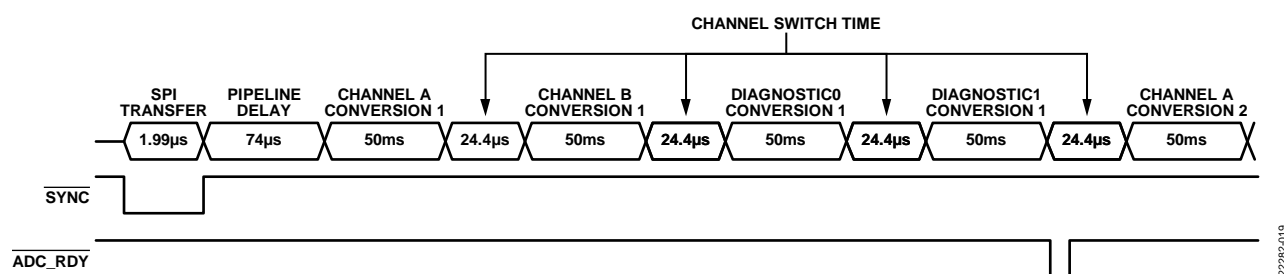 CHANNEL SWITCH TIME
SPI
TRANSFER
PIPELINE
DELAY
CHANNEL A
CONVERSION 1
CHANNEL B
CONVERSION 1
DIAGNOSTIC0
CONVERSION 1
DIAGNOSTIC1
CONVERSION 1
CHANNEL A
CONVERSION 2
1.99µs
74µs
50ms
24.4µs
50ms
24.4µs
50ms
24.4µs
50ms
24.4µs
50ms
SYNC
ADC_RDY
22282-019